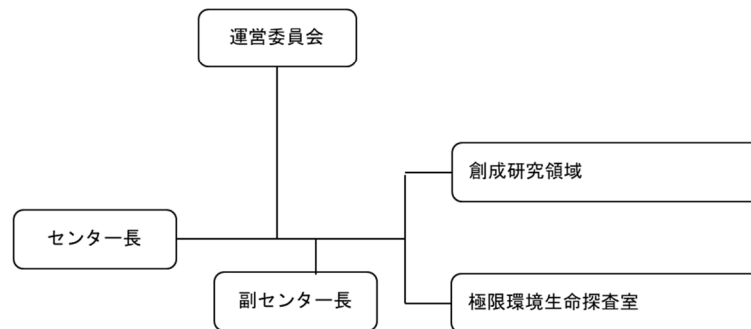 運営委員会
創成研究領域
センター長
副センター長
極限環境生命探査室